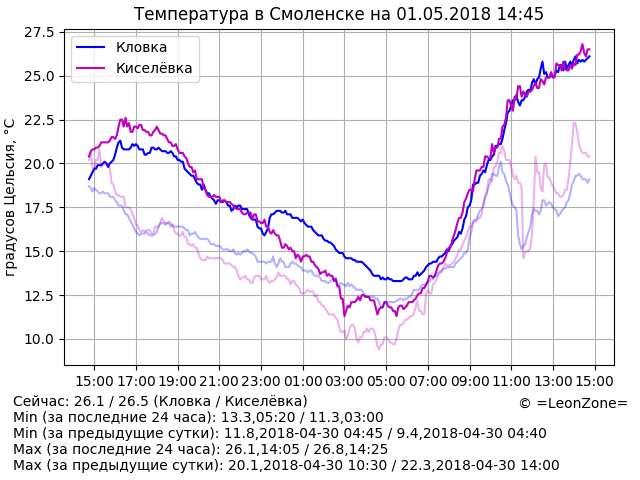 Температура в Смоленске на 01.05.2018 14:45
градусов Цельсия, °C
27.5
25.0
22.5
20.0
17.5
15.0
12.5
10.0
Кловка
Киселёвка
15:00 17:00 19:00 21:00 23:00 01:00 03:00 05:00 07:00 09:00 11:00 13:00 15:00
Сейчас: 26.1 / 26.5 (Кловка / Киселёвка)
© =LeonZone=
Min (за последние 24 часа): 13.3,05:20 / 11.3,03:00
Min (за предыдущие сутки): 11.8,2018-04-30 04:45 / 9.4,2018-04-30 04:40
Max (за последние 24 часа): 26.1,14:05 / 26.8,14:25
Max (за предыдущие сутки): 20.1,2018-04-30 10:30 / 22.3,2018-04-30 14:00